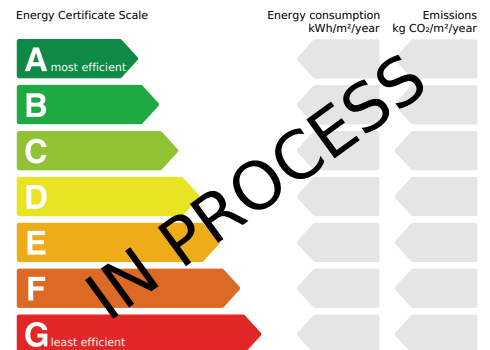 Energy Certificate Scale
Energy consumption
kWh/m²/year
Emissions
kg CO₂/m²/year
A most efficient
B
C
D
E
F
G least efficient
IN PROCESS